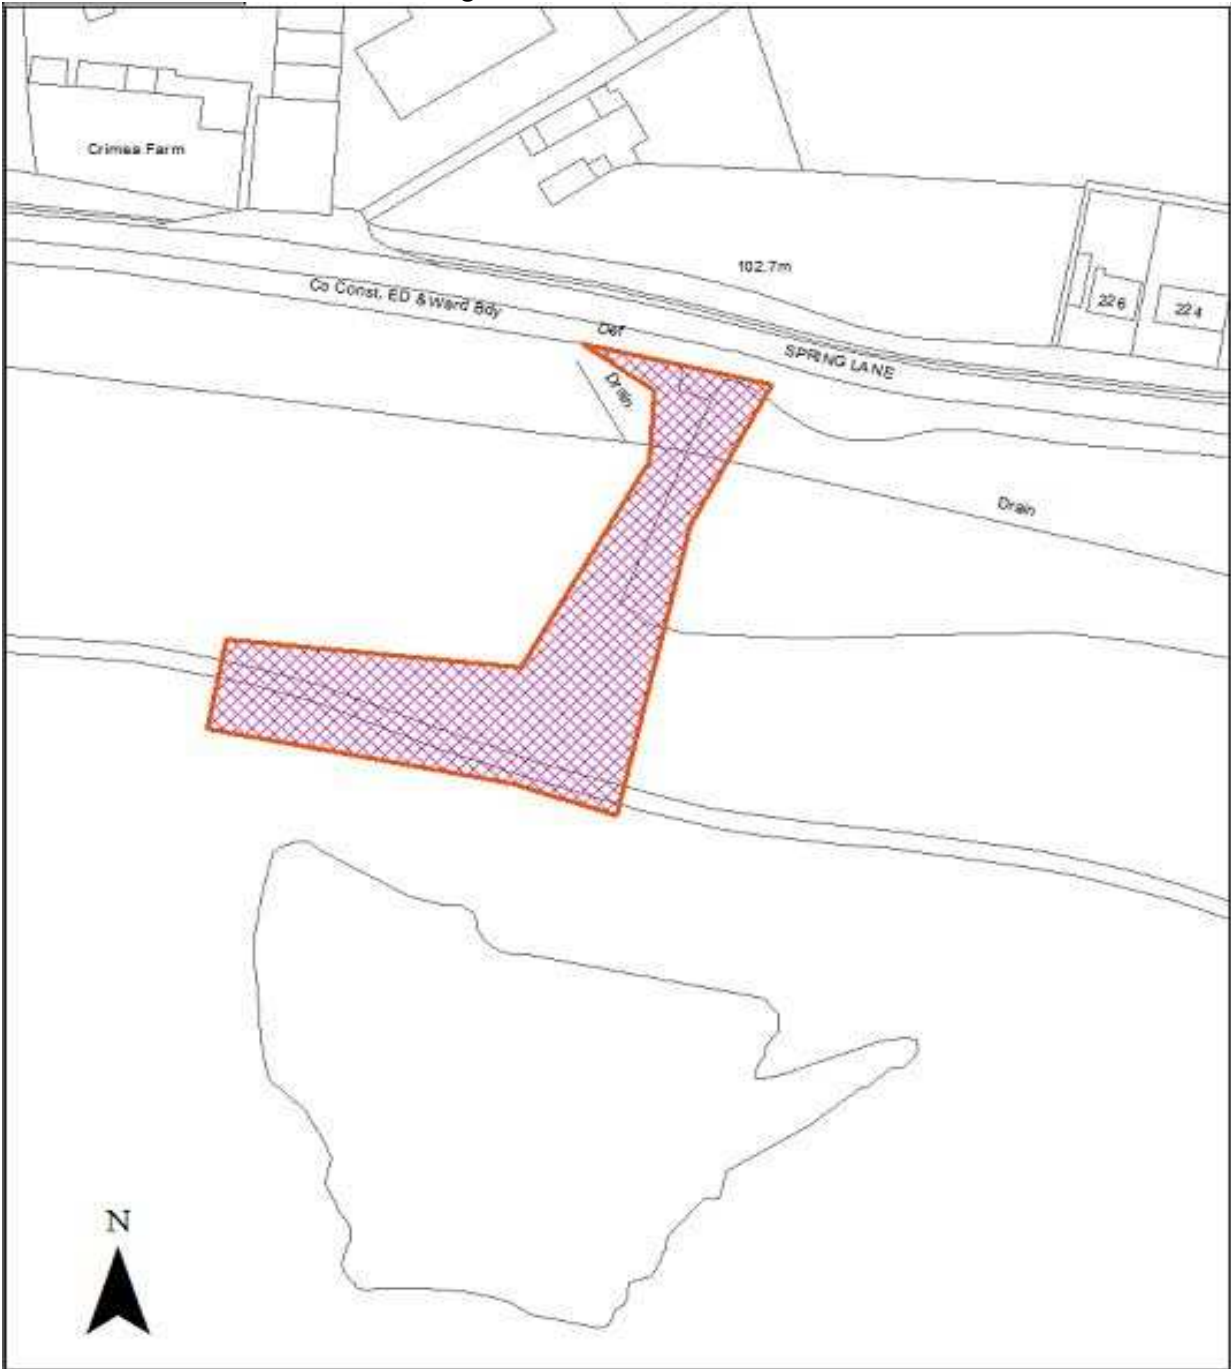 Crimea Farm
102.7m
Co Const, ED & Ward Bdy
226
224
Def
SPRING LANE
Drain
Drain
N